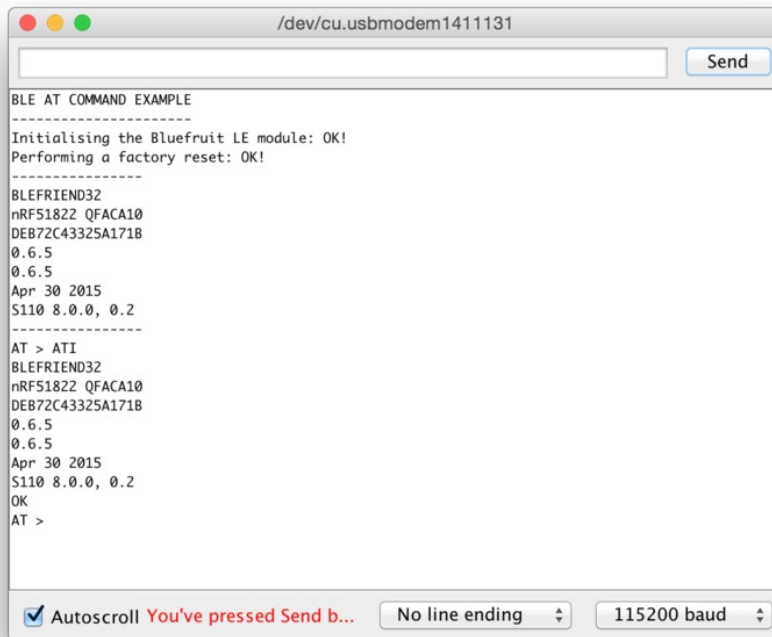 /dev/cu.usbmodem1411131
Send
BLE AT COMMAND EXAMPLE
----------------------
Initialising the Bluefruit LE module: OK!
Performing a factory reset: OK!
----------------
BLEFRIEND32
nRF51822 QFACA10
DEB72C43325A171B
0.6.5
0.6.5
Apr 30 2015
S110 8.0.0, 0.2
----------------
AT > ATI
BLEFRIEND32
nRF51822 QFACA10
DEB72C43325A171B
0.6.5
0.6.5
Apr 30 2015
S110 8.0.0, 0.2
OK
AT >
Autoscroll You've pressed Send b... No line ending 115200 baud